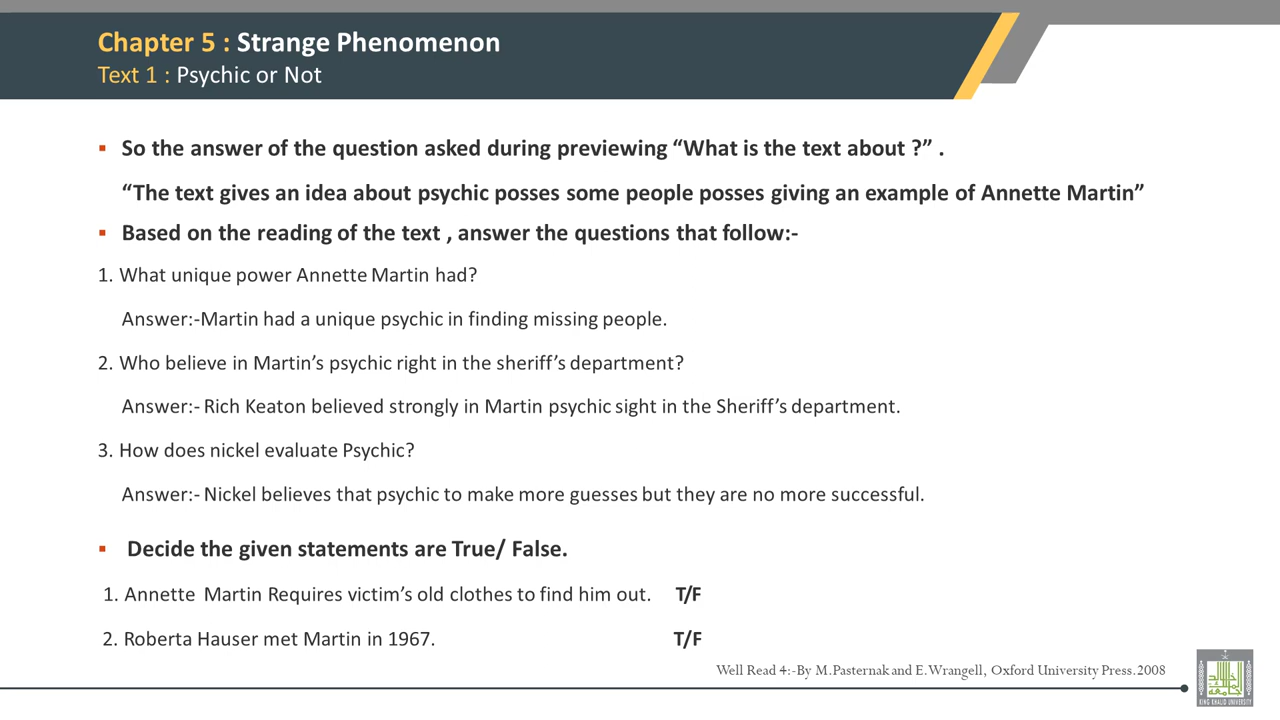 Chapter 5 : Strange Phenomenon
Text 1 : Psychic or Not
▪ So the answer of the question asked during previewing “What is the text about ?” .
“The text gives an idea about psychic posses some people posses giving an example of Annette Martin”
▪ Based on the reading of the text , answer the questions that follow:-
1. What unique power Annette Martin had?
Answer:-Martin had a unique psychic in finding missing people.
2. Who believe in Martin’s psychic right in the sheriff’s department?
Answer:- Rich Keaton believed strongly in Martin psychic sight in the Sheriff’s department.
3. How does nickel evaluate Psychic?
Answer:- Nickel believes that psychic to make more guesses but they are no more successful.
▪ Decide the given statements are True/ False.
1. Annette Martin Requires victim’s old clothes to find him out. T/F
2. Roberta Hauser met Martin in 1967. T/F
Well Read 4:-By M.Pasternak and E.Wrangell, Oxford University Press.2008
KING KHALID UNIVERSITY